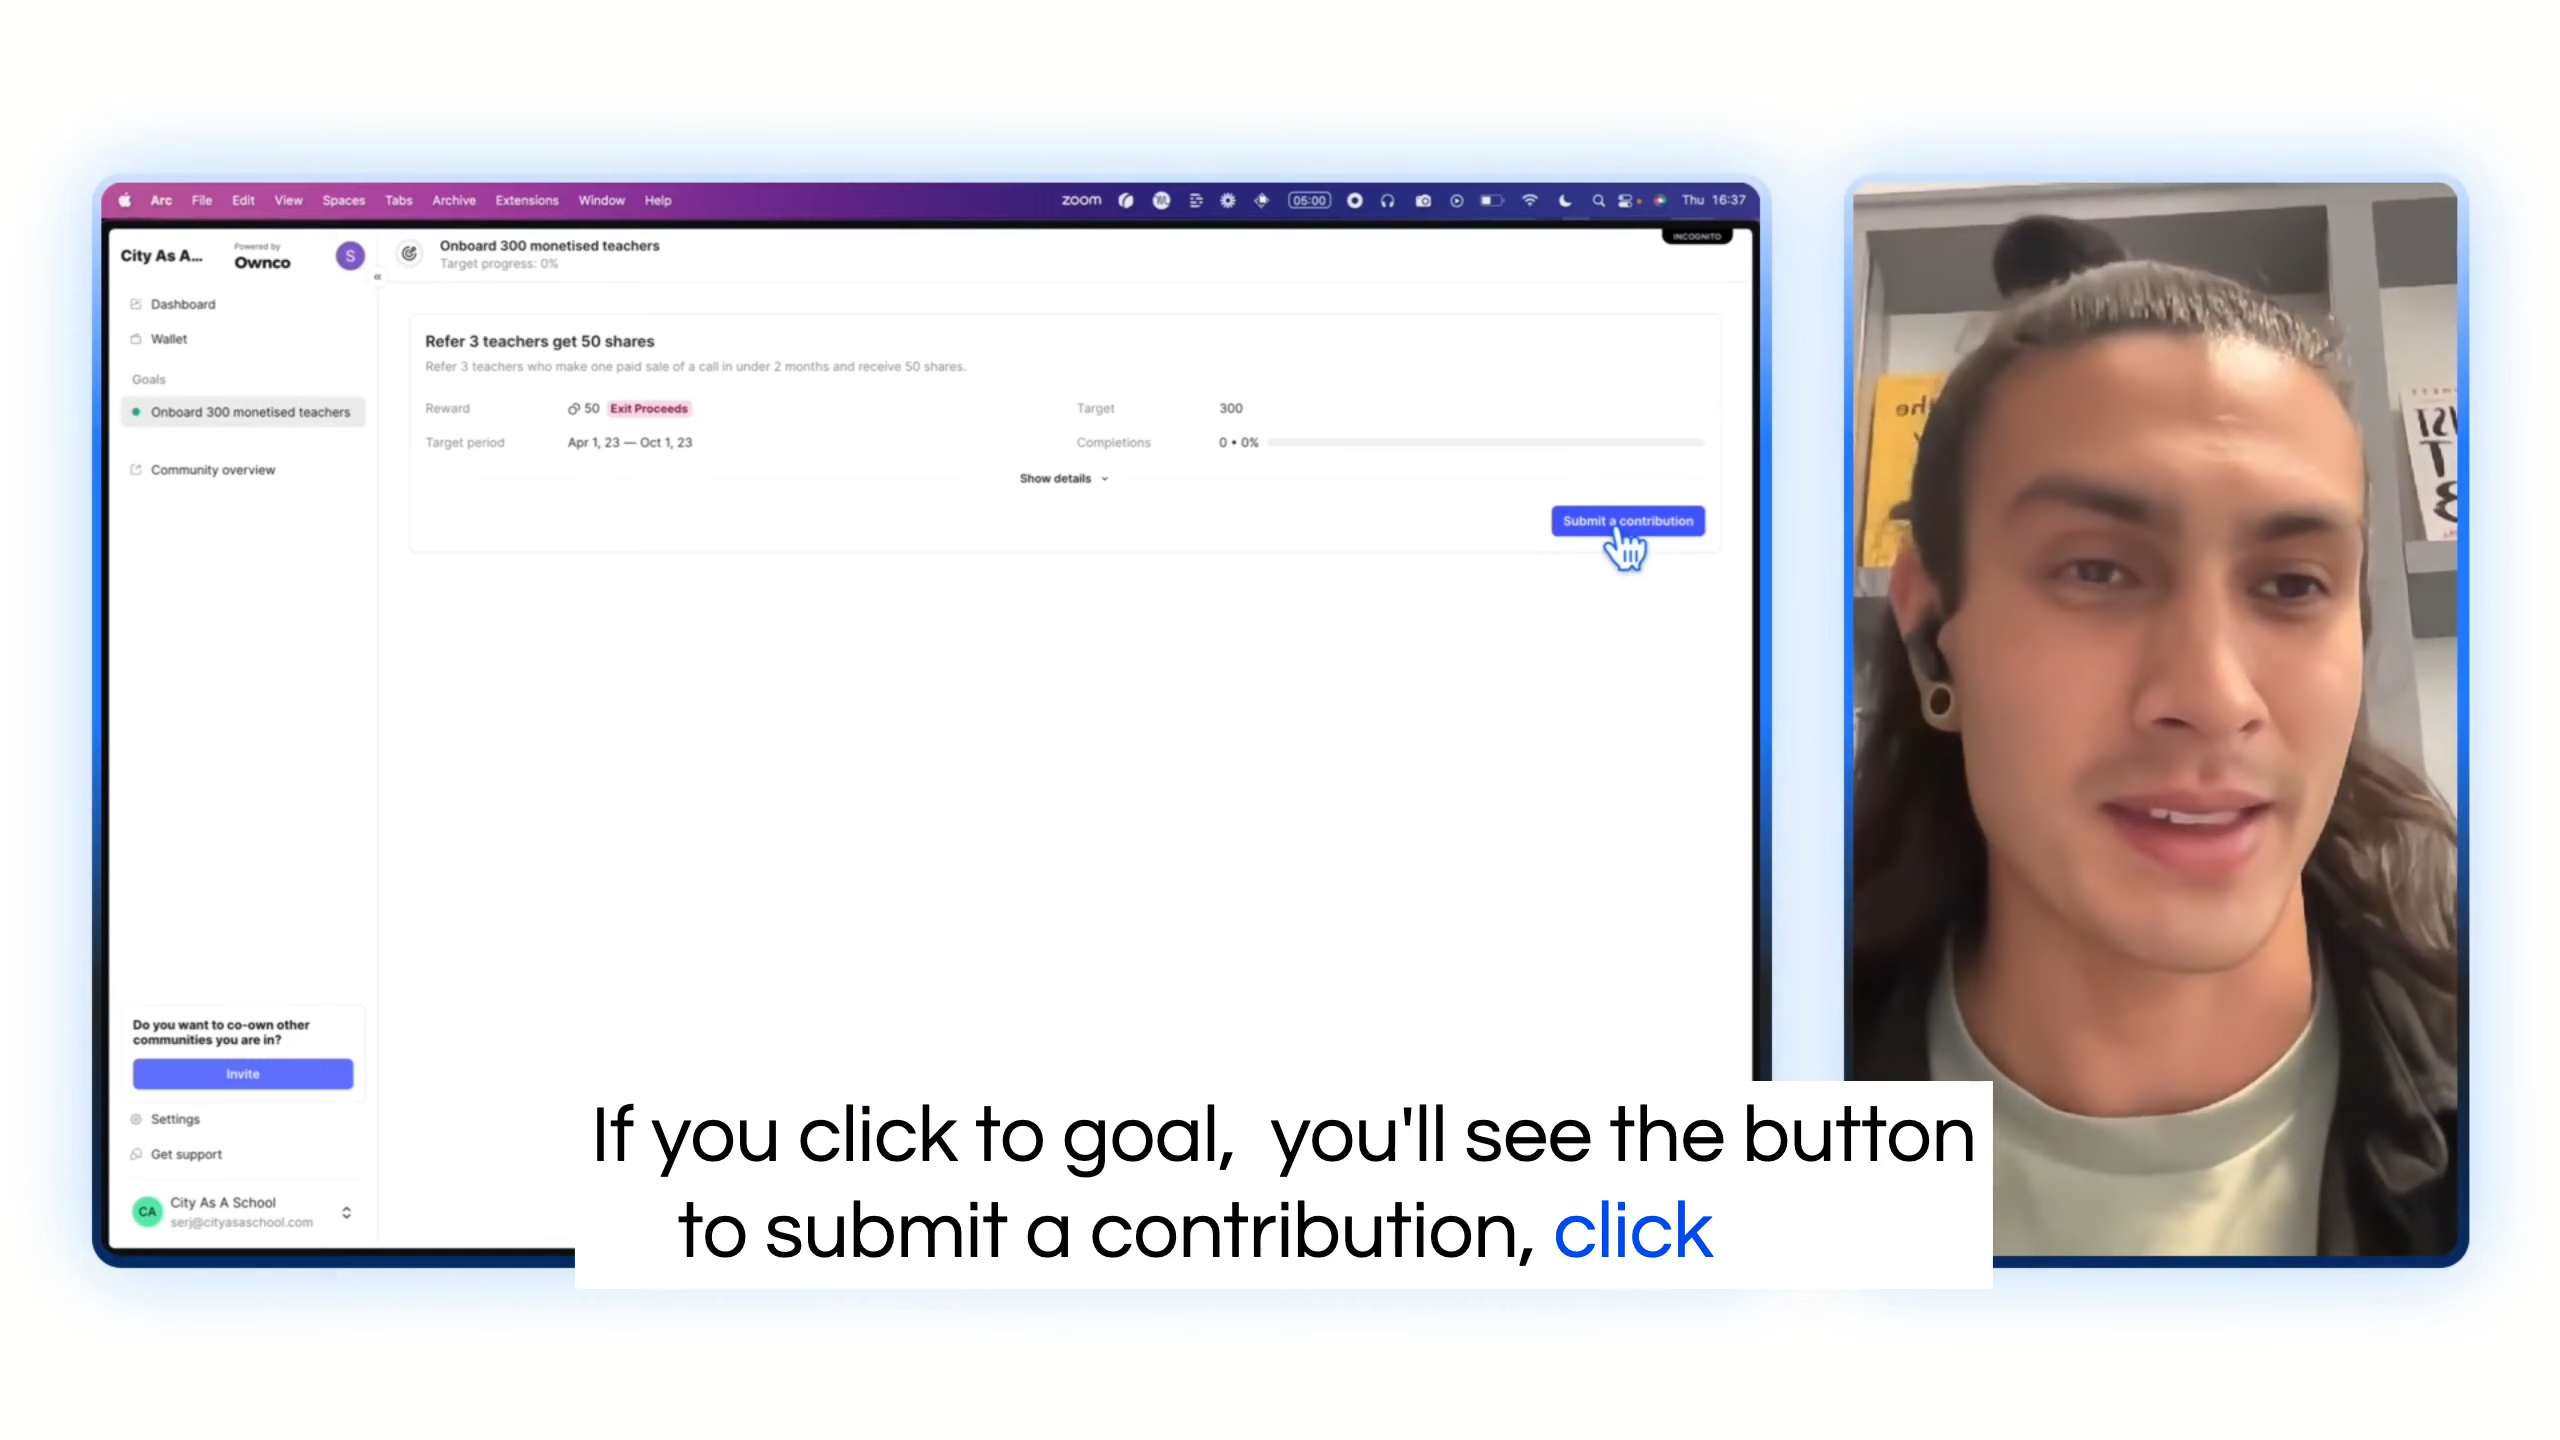 Arc File Edit View Spaces Tabs Archive Extensions Window Help
zoom 05:00 Thu 16:37
INCOGNITO
City As A...
Powered by
Ownco
S
Onboard 300 monetised teachers
Target progress: 0%
Dashboard
Wallet
Goals
Onboard 300 monetised teachers
Community overview
Refer 3 teachers get 50 shares
Refer 3 teachers who make one paid sale of a call in under 2 months and receive 50 shares.
Reward 50 Exit Proceeds
Target 300
Target period Apr 1, 23 — Oct 1, 23
Completions 0 • 0%
Show details
Submit a contribution
Do you want to co-own other
communities you are in?
Invite
Settings
Get support
CA
City As A School
serj@cityasaschool.com
If you click to goal, you'll see the button
to submit a contribution, click